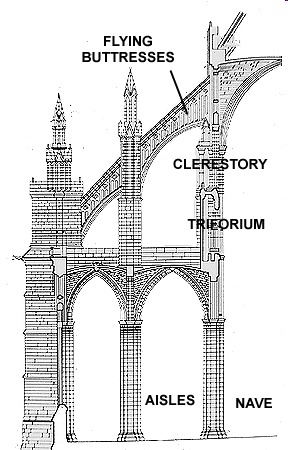 FLYING
BUTTRESSES
CLERESTORY
TRIFORIUM
AISLES
NAVE